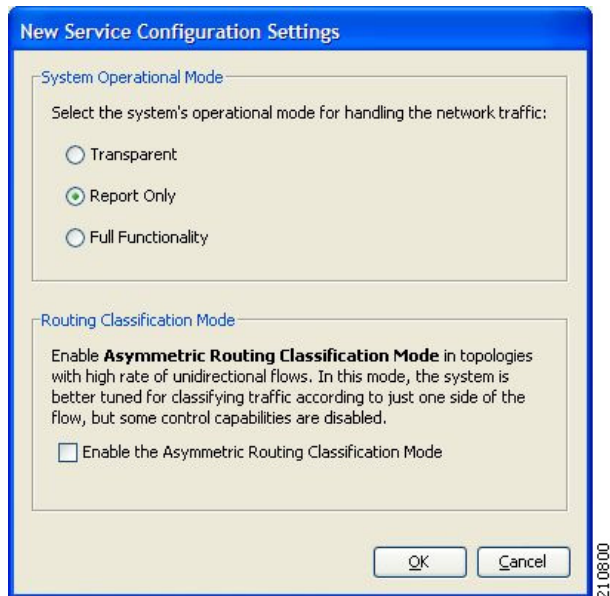 New Service Configuration Settings
System Operational Mode
Select the system's operational mode for handling the network traffic:
Transparent
Report Only
Full Functionality
Routing Classification Mode
Enable Asymmetric Routing Classification Mode in topologies
with high rate of unidirectional flows. In this mode, the system is
better tuned for classifying traffic according to just one side of the
flow, but some control capabilities are disabled.
Enable the Asymmetric Routing Classification Mode
OK
Cancel
210800